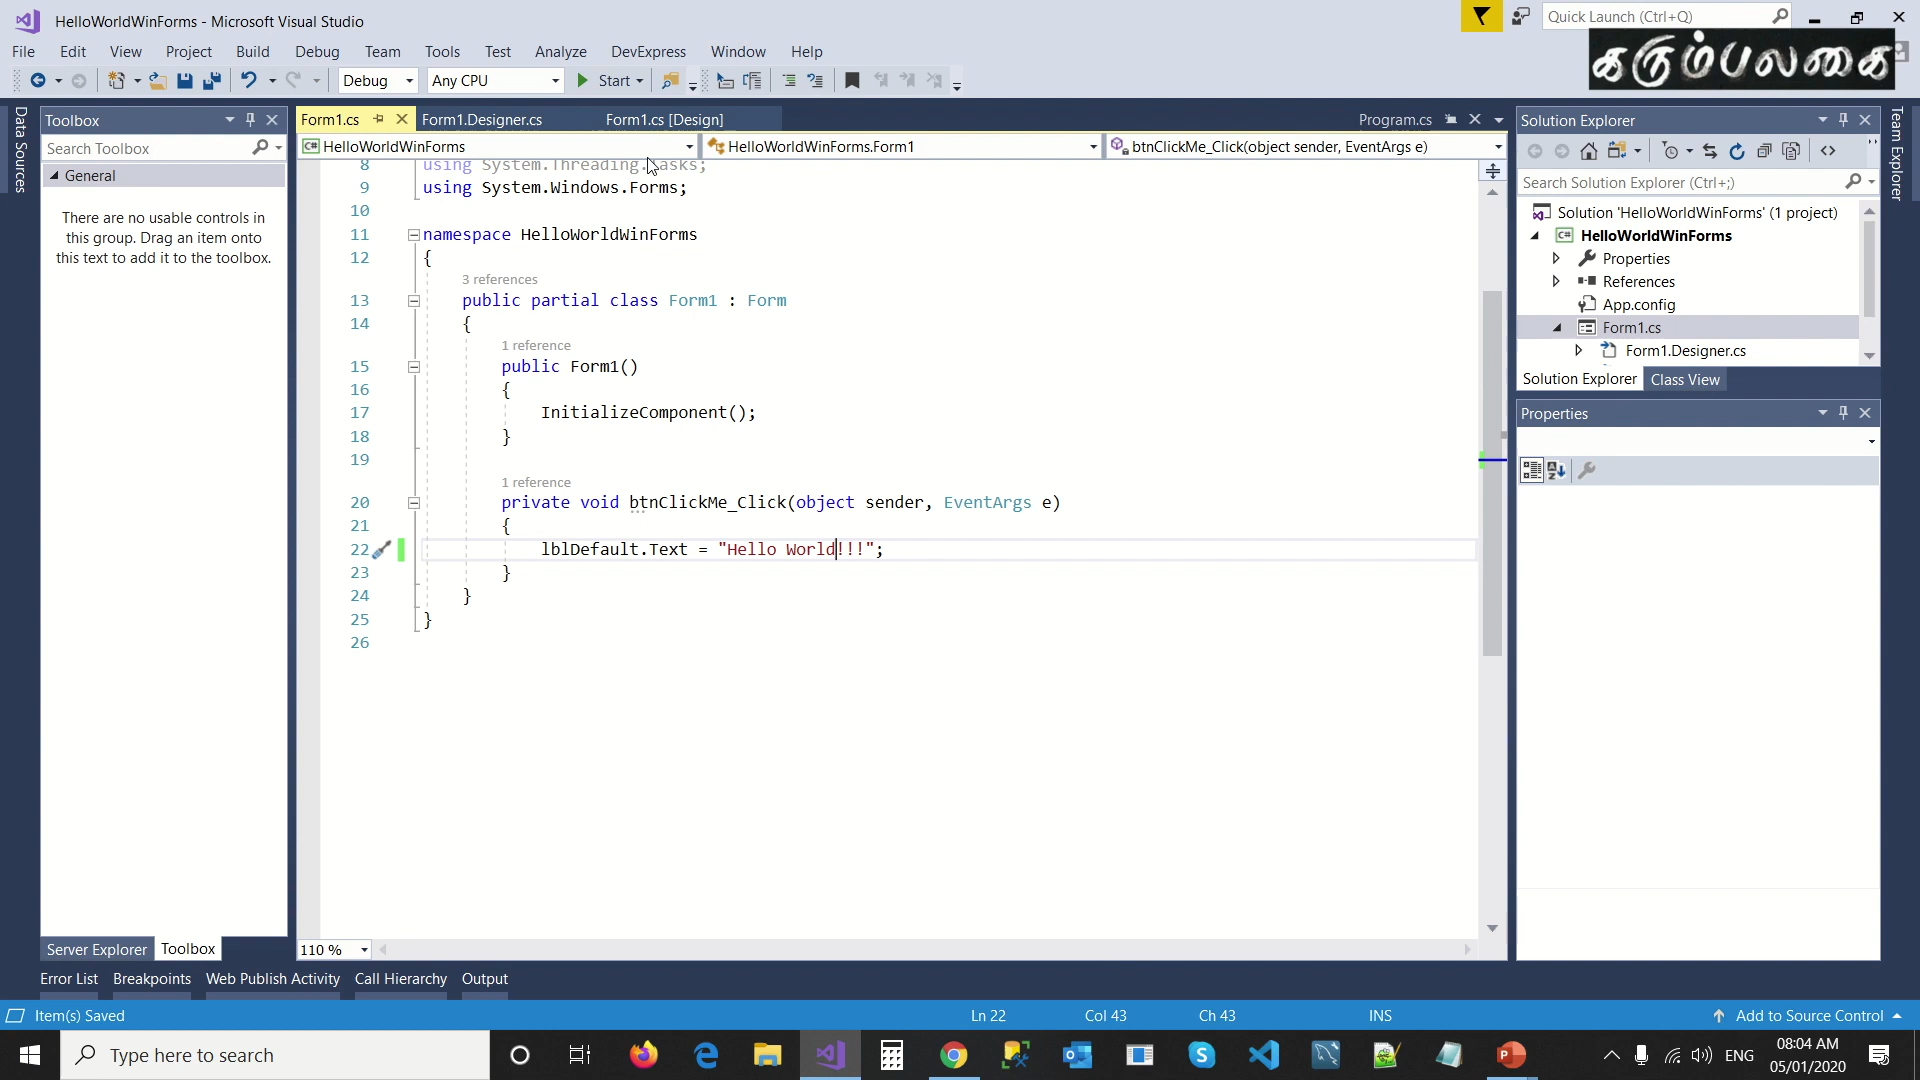 HelloWorldWinForms - Microsoft Visual Studio
Quick Launch (Ctrl+Q)
கரும்பலகை
File Edit View Project Build Debug Team Tools Test Analyze DevExpress Window Help
Debug Any CPU Start
Data Sources
Toolbox
Search Toolbox
General
There are no usable controls in
this group. Drag an item onto
this text to add it to the toolbox.
Server Explorer Toolbox
Form1.cs Form1.Designer.cs Form1.cs [Design] Program.cs
HelloWorldWinForms HelloWorldWinForms.Form1 btnClickMe_Click(object sender, EventArgs e)
8 using System.Threading.Tasks;
9 using System.Windows.Forms;
10
11 namespace HelloWorldWinForms
12 {
3 references
13 public partial class Form1 : Form
14 {
1 reference
15 public Form1()
16 {
17 InitializeComponent();
18 }
19
1 reference
20 private void btnClickMe_Click(object sender, EventArgs e)
21 {
22 lblDefault.Text = "Hello World!!!";
23 }
24 }
25 }
26
110 %
Solution Explorer
Search Solution Explorer (Ctrl+;)
Solution 'HelloWorldWinForms' (1 project)
HelloWorldWinForms
Properties
References
App.config
Form1.cs
Form1.Designer.cs
Solution Explorer Class View
Properties
Team Explorer
Error List Breakpoints Web Publish Activity Call Hierarchy Output
Item(s) Saved Ln 22 Col 43 Ch 43 INS Add to Source Control
Type here to search
ENG
08:04 AM
05/01/2020